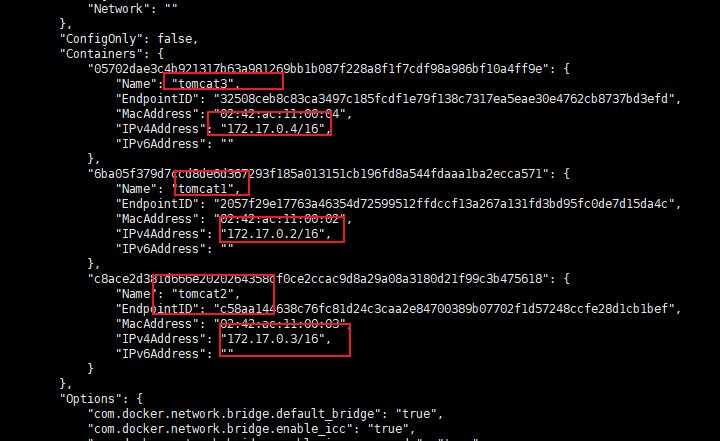 "Network": ""
},
"ConfigOnly": false,
"Containers": {
"05702dae3c4b921317b63a981269bb1b087f228a8f1f7cdf98a986bf10a4ff9e": {
"Name": "tomcat3",
"EndpointID": "32508ceb8c83ca3497c185fcdf1e79f138c7317ea5eae30e4762cb8737bd3efd",
"MacAddress": "02:42:ac:11:00:04",
"IPv4Address": "172.17.0.4/16",
"IPv6Address": ""
},
"Name": "tomcat1",
"EndpointID": "2057f29e17763a46354d72599512ffdccf13a267a131fd3bd95fc0de7d15da4c",
"MacAddress": "02:42:ac:11:00:02",
"IPv4Address": "172.17.0.2/16",
"IPv6Address": ""
},
"Name": "tomcat2",
"EndpointID": "c58aa144638c76fc81d24c3caa2e84700389b07702f1d57248ccfe28d1cb1bef",
"MacAddress": "02:42:ac:11:00:03",
"IPv4Address": "172.17.0.3/16",
"IPv6Address": ""
}
},
"Options": {
"com.docker.network.bridge.default_bridge": "true",
"com.docker.network.bridge.enable_icc": "true",